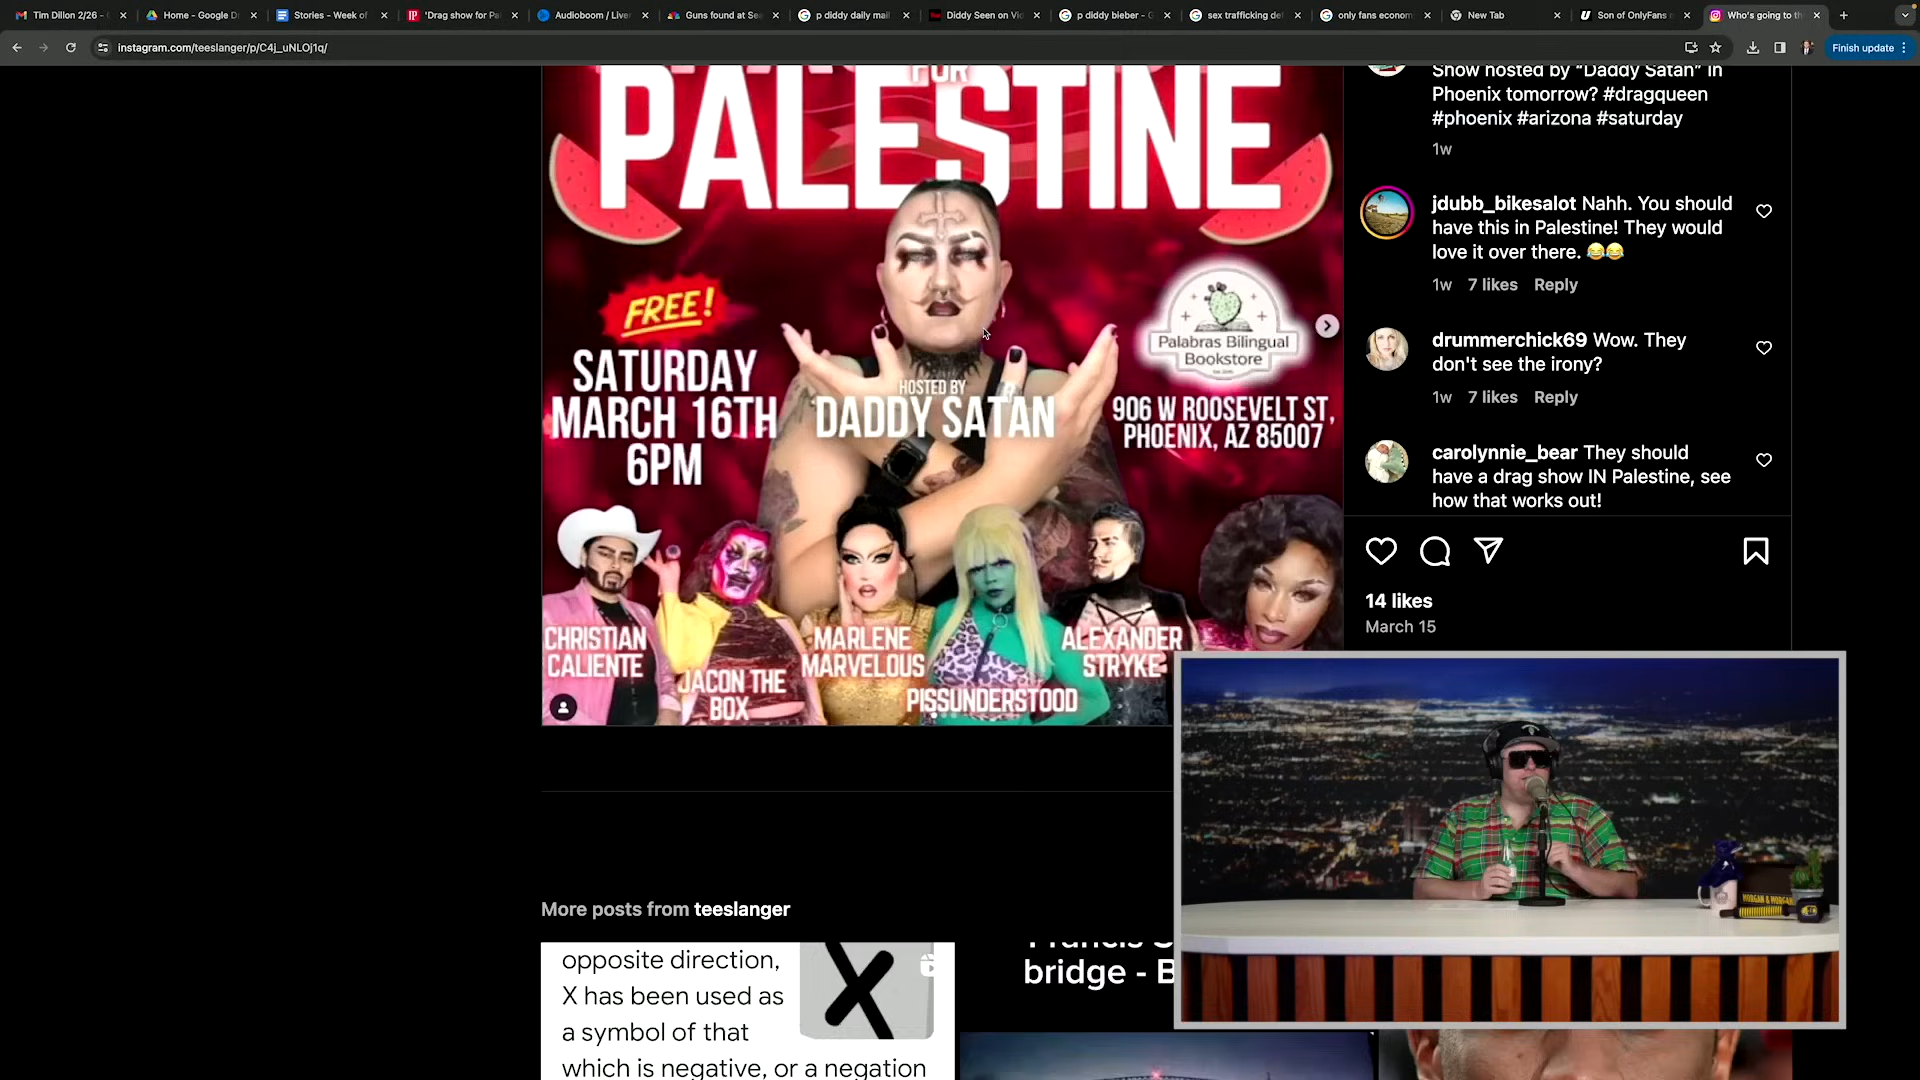 Tim Dillon 2/26 -
Home - Google Dr
Stories - Week of
'Drag show for Pa
Audioboom / Live
Guns found at Sea
p diddy daily mail
Diddy Seen on Vi
p diddy bieber - G
sex trafficking de
only fans econom
New Tab
Son of OnlyFans
Who's going to th
instagram.com/teeslanger/p/C4j_uNLOj1q/
Finish update
FOR
PALESTINE
FREE!
SATURDAY
MARCH 16TH
6PM
HOSTED BY
DADDY SATAN
Palabras Bilingual
Bookstore
906 W ROOSEVELT ST,
PHOENIX, AZ 85007
CHRISTIAN
CALIENTE
JACON THE
BOX
MARLENE
MARVELOUS
PISSUNDERSTOOD
ALEXANDER
STRYKE
Show hosted by "Daddy Satan" in
Phoenix tomorrow? #dragqueen
#phoenix #arizona #saturday
1w
jdubb_bikesalot Nahh. You should
have this in Palestine! They would
love it over there. 😂😂
1w 7 likes Reply
drummerchick69 Wow. They
don't see the irony?
1w 7 likes Reply
carolynnie_bear They should
have a drag show IN Palestine, see
how that works out!
14 likes
March 15
More posts from teeslanger
opposite direction,
X has been used as
a symbol of that
which is negative, or a negation
X
Francis S
bridge - B
MORGAN & MORGAN